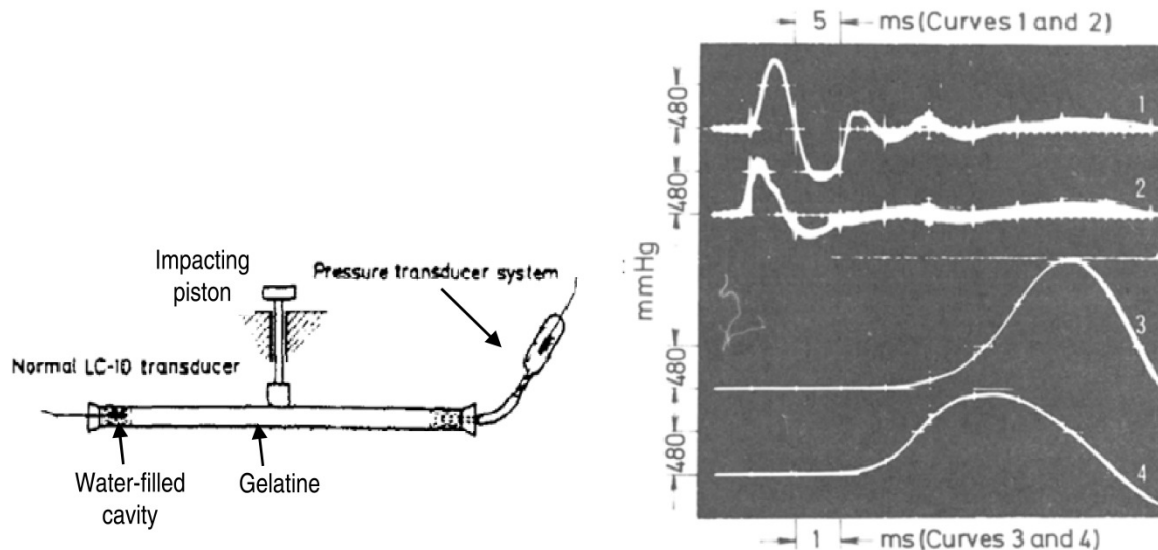 Impacting
piston
Pressure transducer system
Normal LC-10 transducer
Water-filled
cavity
Gelatine
5 ms (Curves 1 and 2)
480
1
480
2
mmHg
3
480
480
4
1 ms (Curves 3 and 4)